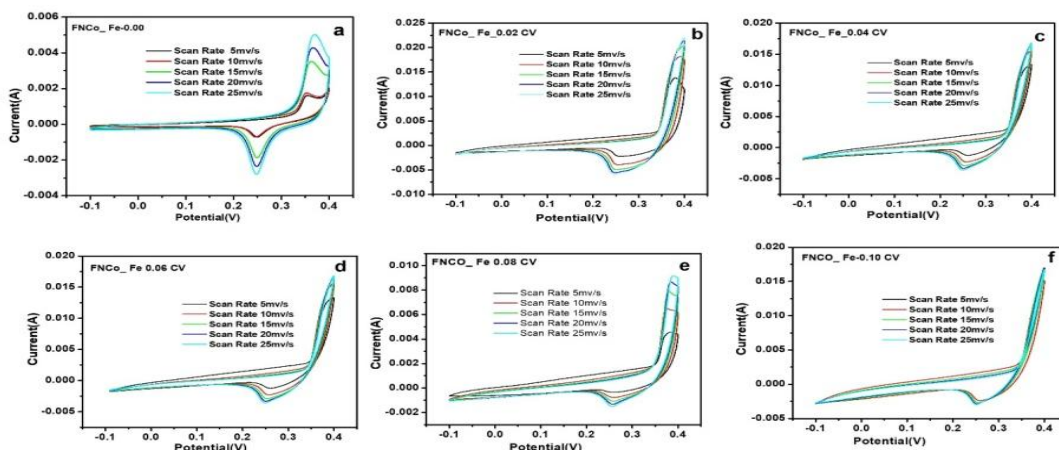 FNCo_ Fe-0.00
a
Scan Rate 5mv/s
Scan Rate 10mv/s
Scan Rate 15mv/s
Scan Rate 20mv/s
Scan Rate 25mv/s
Current(A)
0.006
0.004
0.002
0.000
-0.002
-0.004
-0.1 0.0 0.1 0.2 0.3 0.4
Potential(V)
FNCo_ Fe_0.02 CV
b
Scan Rate 5mv/s
Scan Rate 10mv/s
Scan Rate 15mv/s
Scan Rate 20mv/s
Scan Rate 25mv/s
Current(A)
0.025
0.020
0.015
0.010
0.005
0.000
-0.005
-0.010
-0.1 0.0 0.1 0.2 0.3 0.4
Potential(V)
FNCo_ Fe_0.04 CV
c
Scan Rate 5mv/s
Scan Rate 10mv/s
Scan Rate 15mv/s
Scan Rate 20mv/s
Scan Rate 25mv/s
Current(A)
0.020
0.015
0.010
0.005
0.000
-0.005
-0.1 0.0 0.1 0.2 0.3 0.4
Potential(V)
FNCo_ Fe 0.06 CV
d
Scan Rate 5mv/s
Scan Rate 10mv/s
Scan Rate 15mv/s
Scan Rate 20mv/s
Scan Rate 25mv/s
Current(A)
0.020
0.015
0.010
0.005
0.000
-0.005
-0.1 0.0 0.1 0.2 0.3 0.4
Potential(V)
FNCO_ Fe 0.08 CV
e
Scan Rate 5mv/s
Scan Rate 10mv/s
Scan Rate 15mv/s
Scan Rate 20mv/s
Scan Rate 25mv/s
Current(A)
0.010
0.008
0.006
0.004
0.002
0.000
-0.002
-0.1 0.0 0.1 0.2 0.3 0.4
Potential(V)
FNCO_ Fe-0.10 CV
f
Scan Rate 5mv/s
Scan Rate 10mv/s
Scan Rate 15mv/s
Scan Rate 20mv/s
Scan Rate 25mv/s
Current(A)
0.020
0.015
0.010
0.005
0.000
-0.005
-0.1 0.0 0.1 0.2 0.3 0.4
Potential(V)